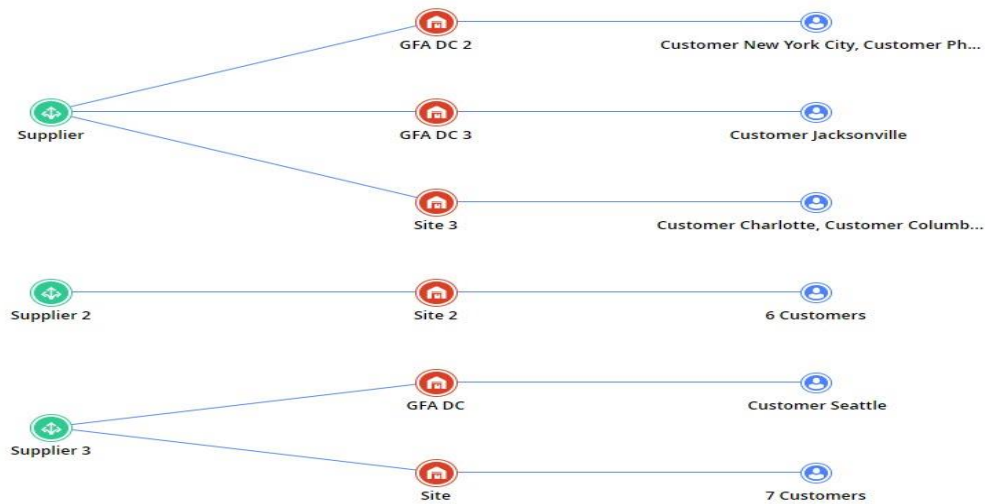 GFA DC 2
Customer New York City, Customer Ph...
Supplier
GFA DC 3
Customer Jacksonville
Site 3
Customer Charlotte, Customer Columb...
Supplier 2
Site 2
6 Customers
GFA DC
Customer Seattle
Supplier 3
Site
7 Customers